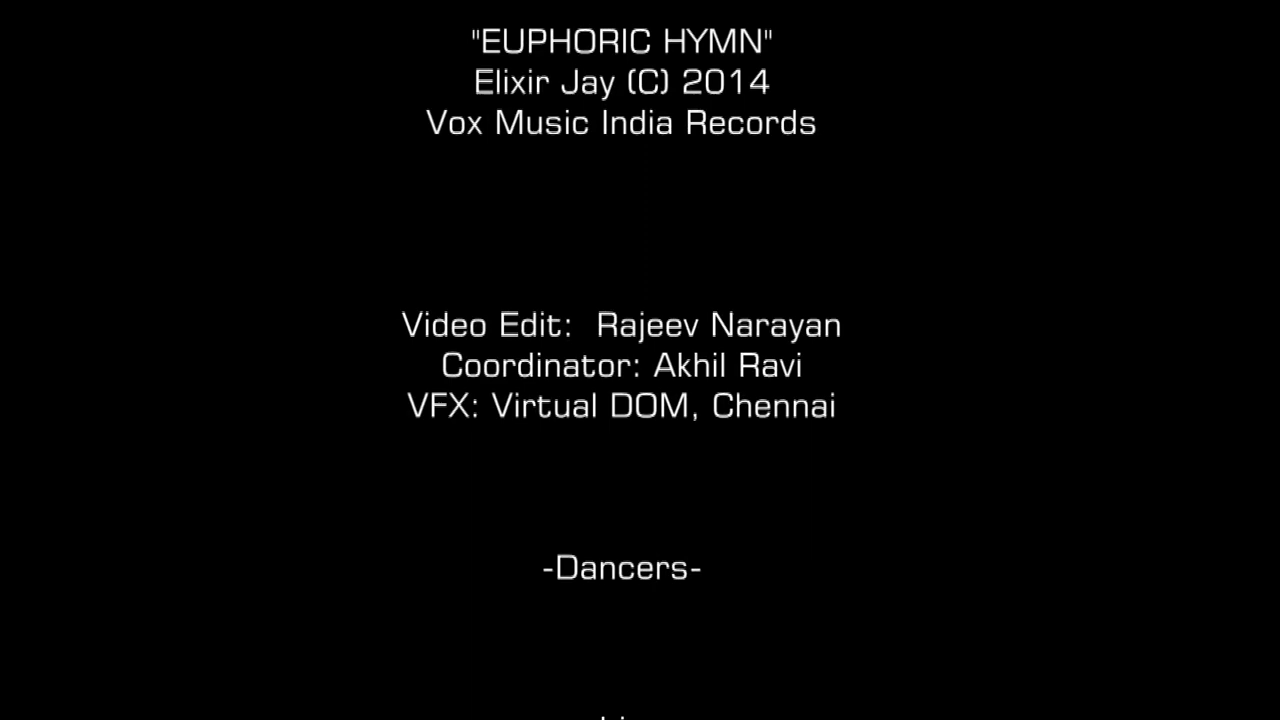 "EUPHORIC HYMN"
Elixir Jay (C) 2014
Vox Music India Records
Video Edit:  Rajeev Narayan
Coordinator: Akhil Ravi
VFX: Virtual DOM, Chennai
-Dancers-